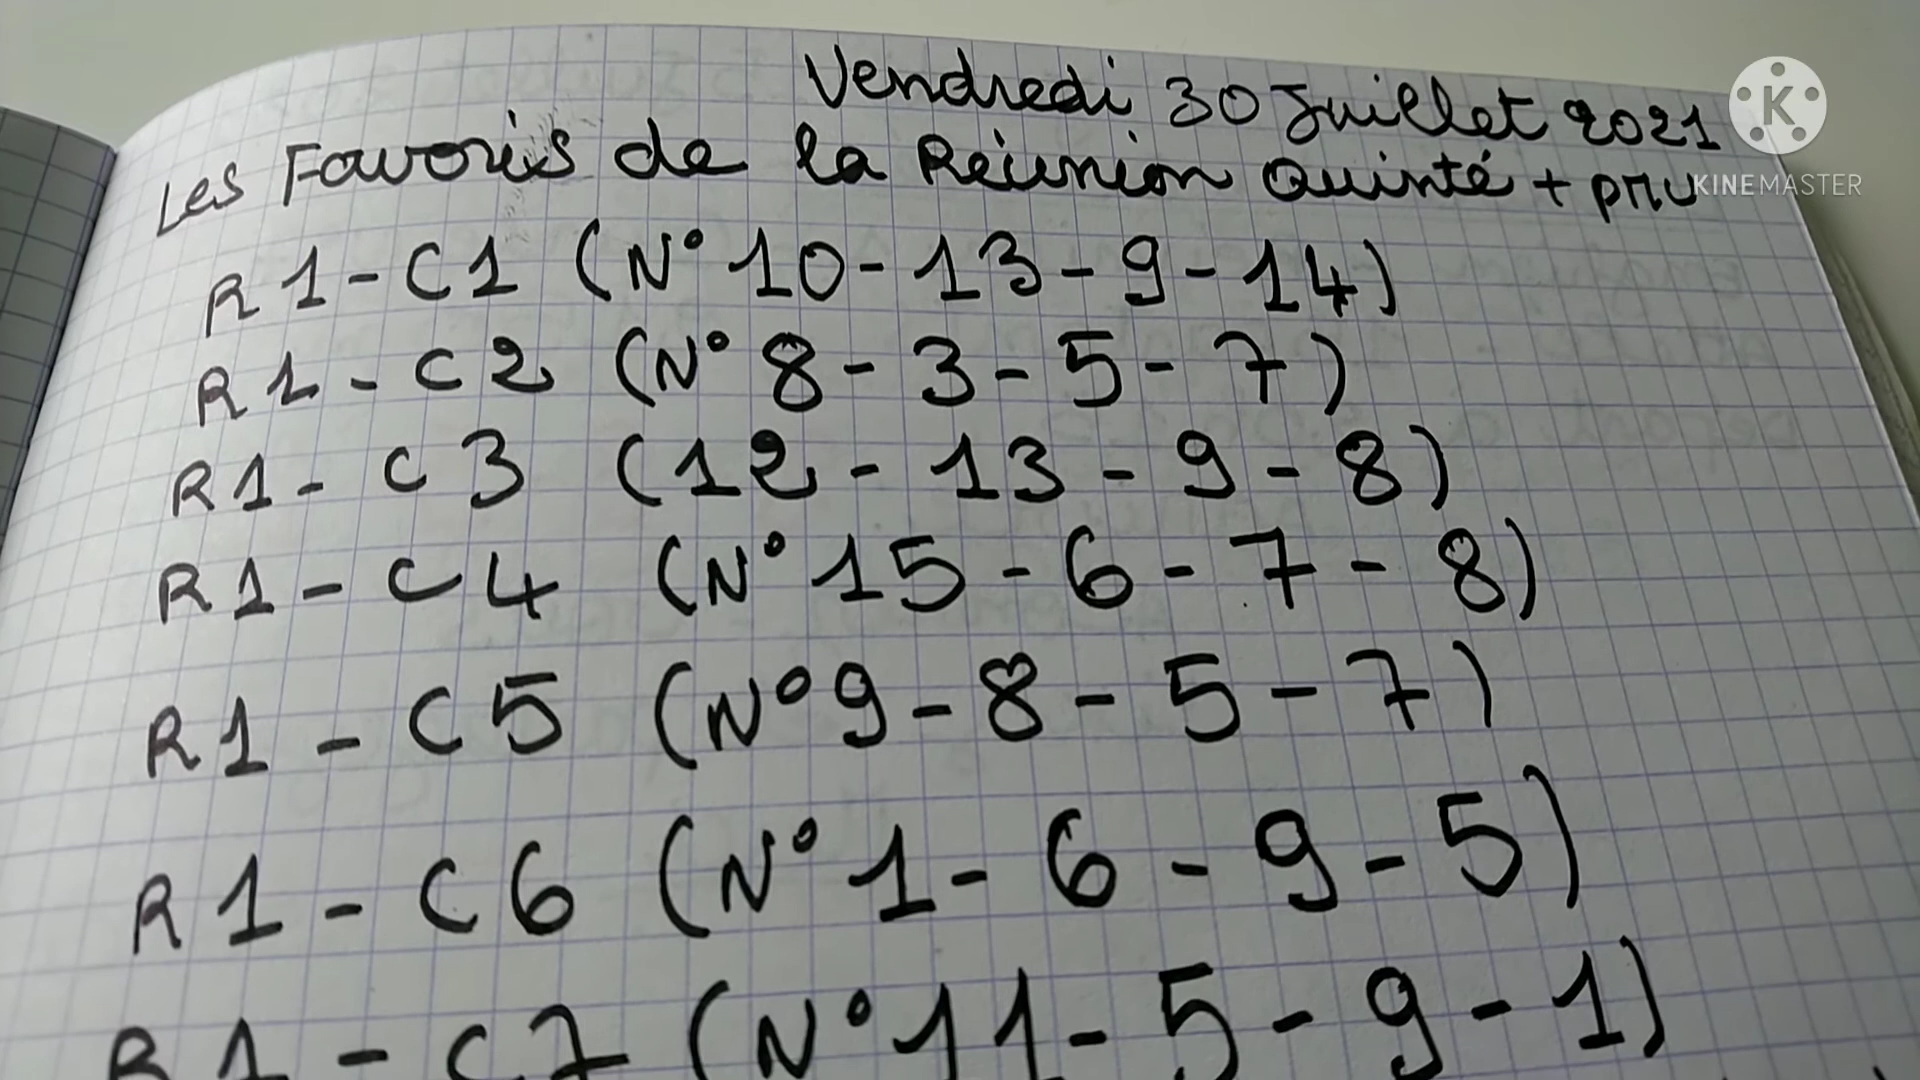 Vendredi 30 Juillet 2021
Les Favoris de la Réunion Quinté + pmu
KINEMASTER
R1 - C1 (N° 10 - 13 - 9 - 14)
R1 - C2 (N° 8 - 3 - 5 - 7)
R1 - C3 (12 - 13 - 9 - 8)
R1 - C4 (N° 15 - 6 - 7 - 8)
R1 - C5 (N° 9 - 8 - 5 - 7)
R1 - C6 (N° 1 - 6 - 9 - 5)
R1 - C7 (N° 11 - 5 - 9 - 1)